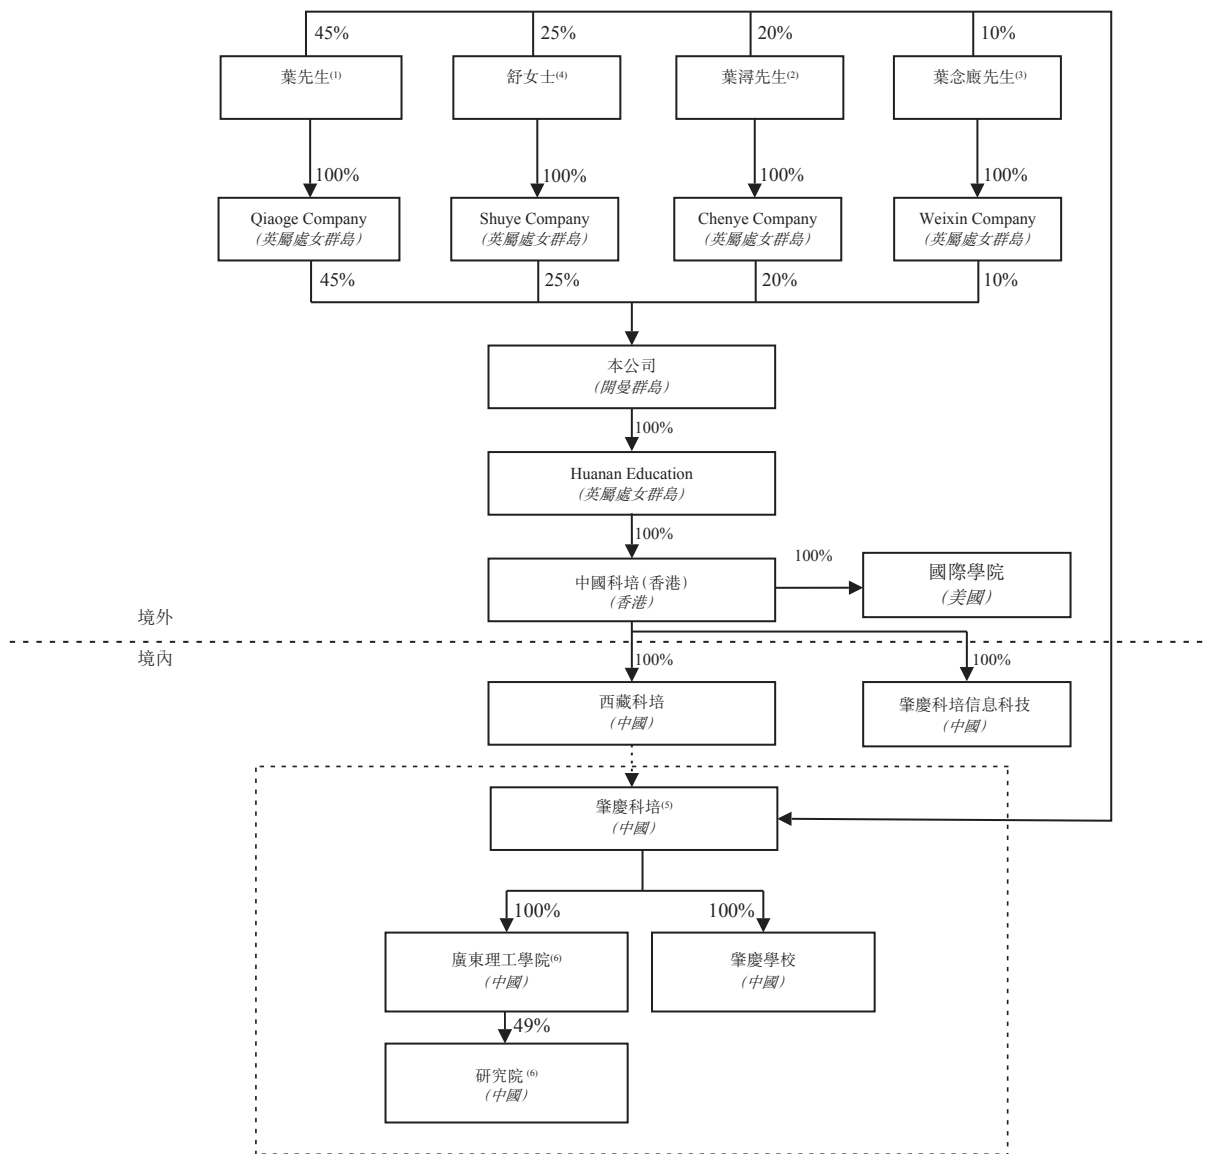 45%
25%
20%
10%
葉先生(1)
舒女士(4)
葉潯先生(2)
葉念廄先生(3)
100%
100%
100%
100%
Qiaoge Company
(英屬處女群島)
Shuye Company
(英屬處女群島)
Chenye Company
(英屬處女群島)
Weixin Company
(英屬處女群島)
45%
25%
20%
10%
本公司
(開曼群島)
100%
Huanan Education
(英屬處女群島)
100%
中國科培(香港)
(香港)
100%
國際學院
(美國)
境外
境內
100%
100%
西藏科培
(中國)
肇慶科培信息科技
(中國)
肇慶科培(5)
(中國)
100%
100%
廣東理工學院(6)
(中國)
肇慶學校
(中國)
49%
研究院(6)
(中國)